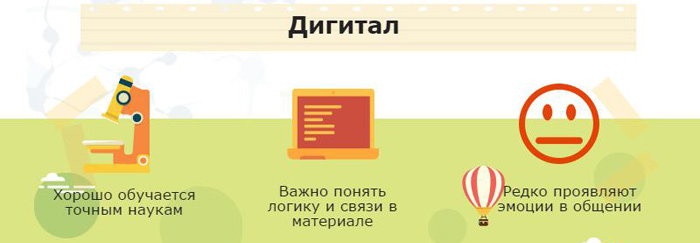 Дигитал
Хорошо обучается
точным наукам
Важно понять
логику и связи в
материале
Редко проявляют
эмоции в общении